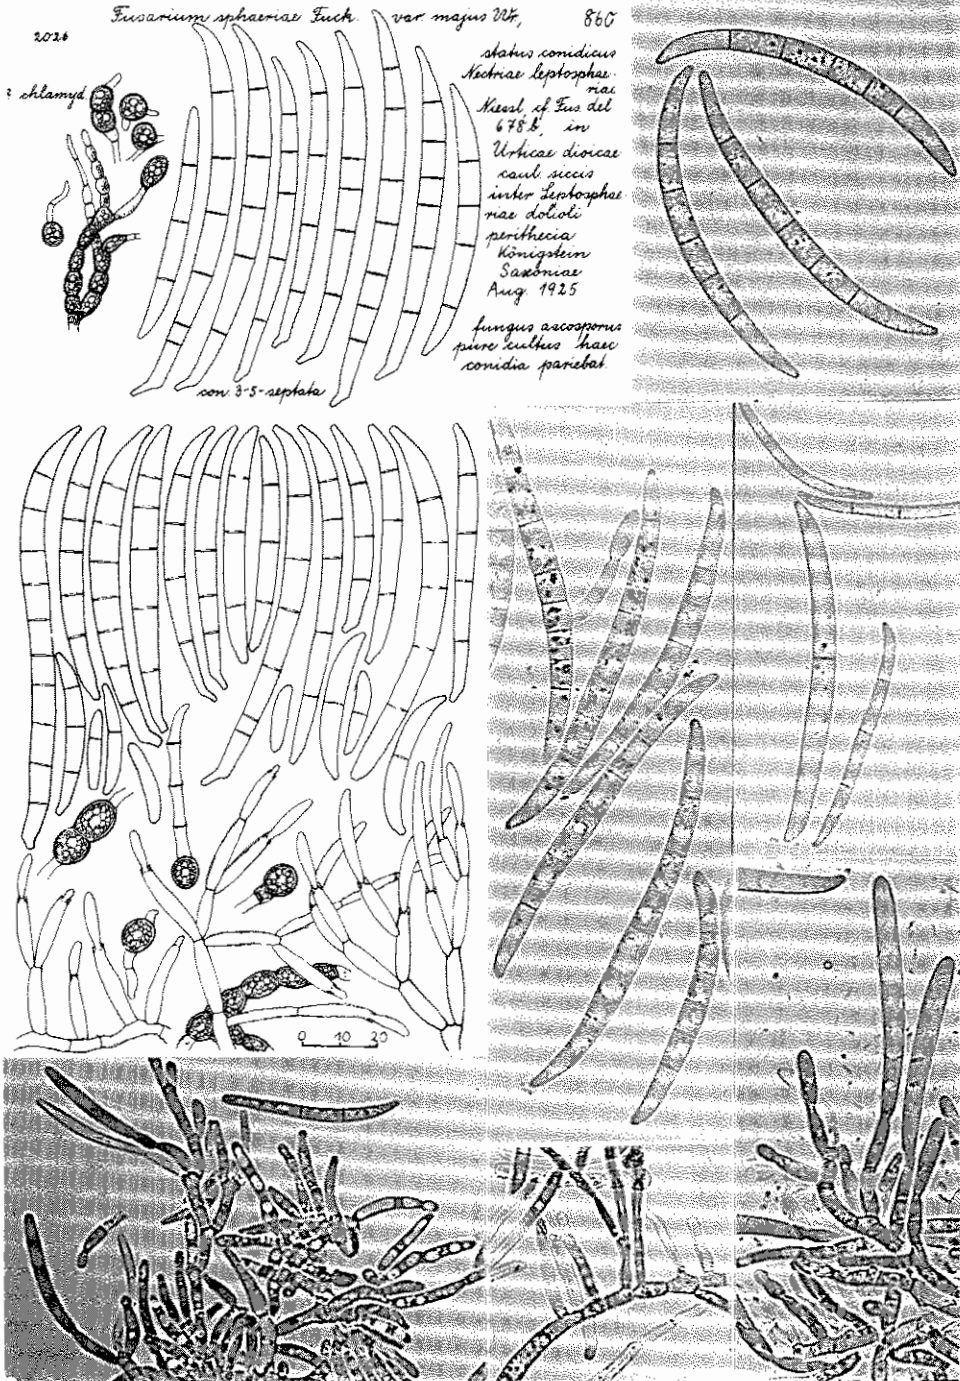 Fusarium sphaeriae Fuck. var majus Wr,
860
2026
? chlamyd
status conidicus
Nectriae leptosphae-
riae
Niessl, cf Fus. del
678b, in
Urticae dioicae
caul. siccis
inter Leptosphae-
riae dolioli
perithecia
Königstein
Saxoniae
Aug. 1925
fungus ascosporus
pure cultus haec
conidia pariebat.
con. 3-5-septata
0 10 20